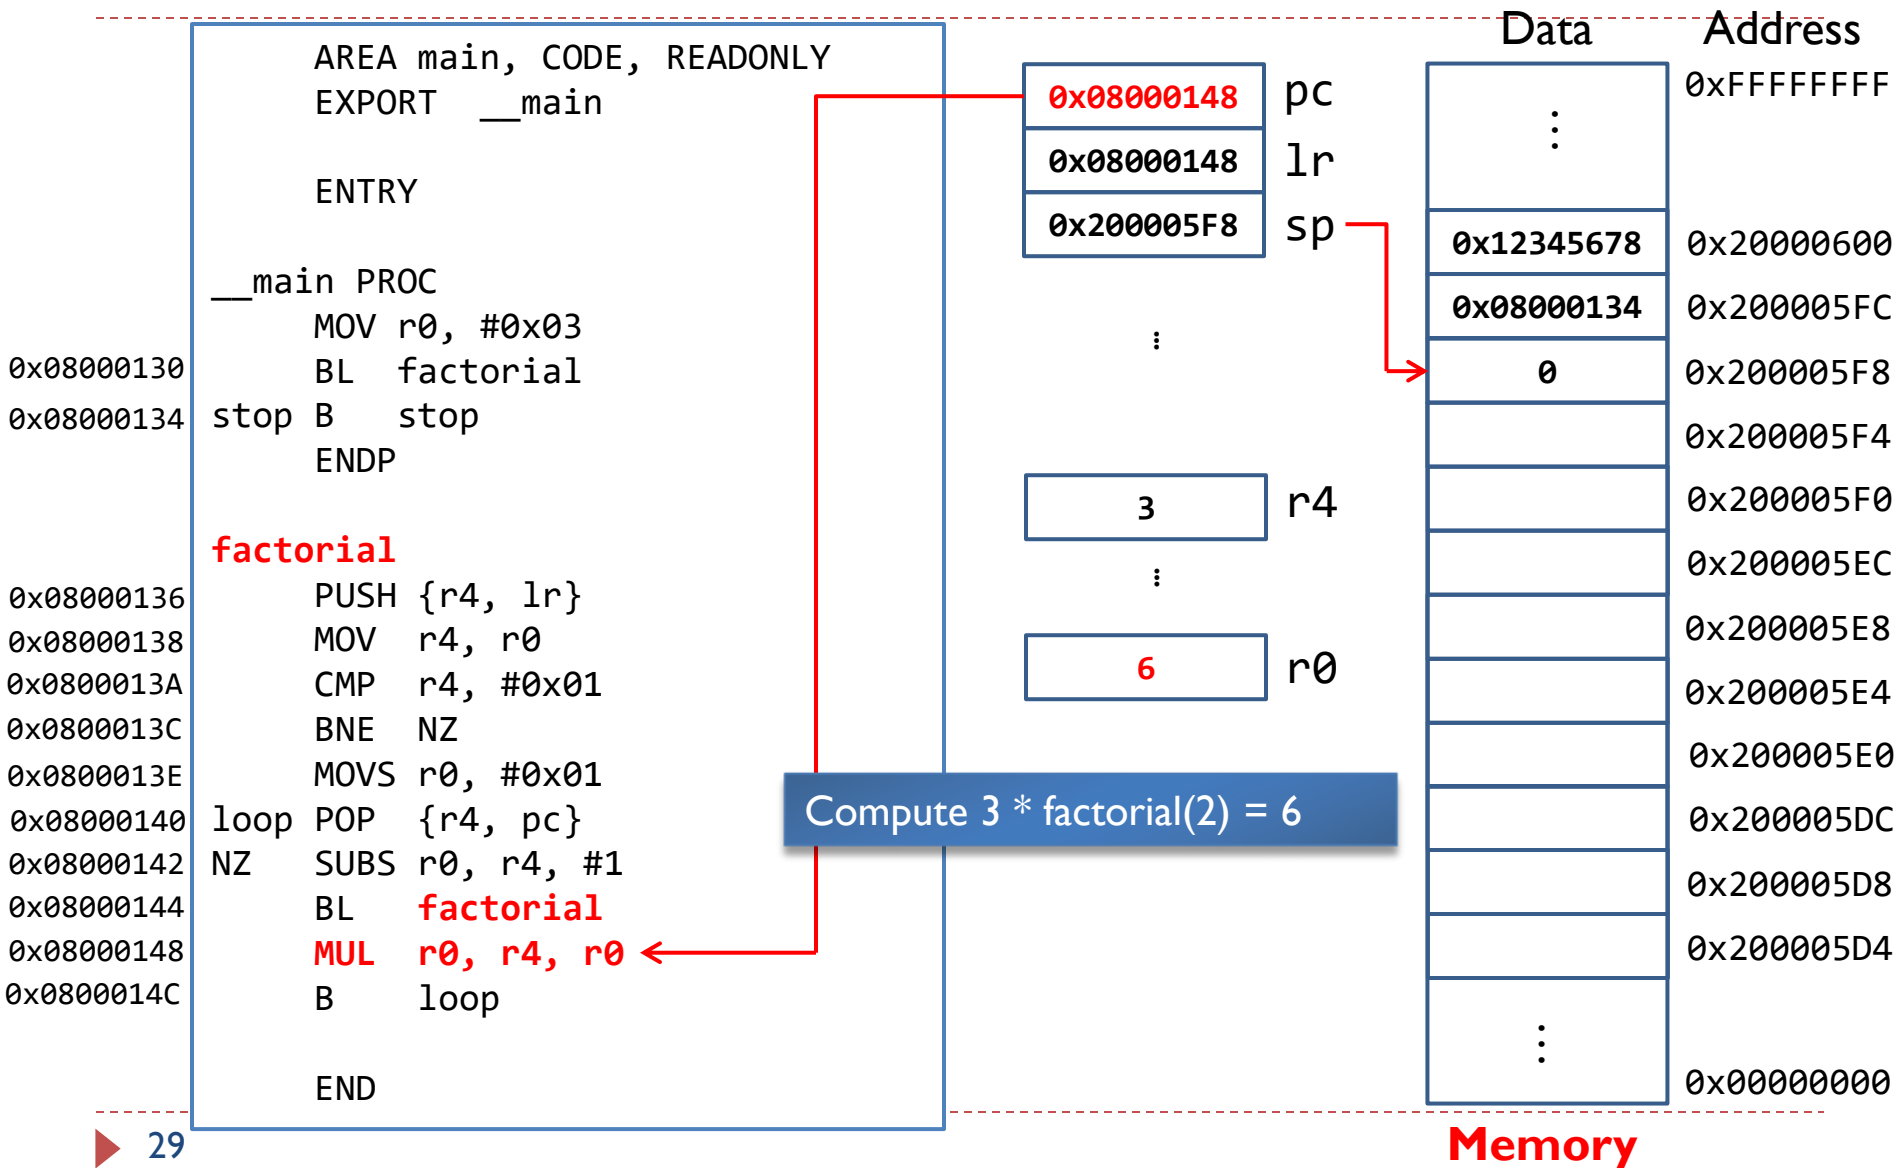 Data Address
AREA main, CODE, READONLY
EXPORT __main
ENTRY
__main PROC
MOV r0, #0x03
0x08000130 BL factorial
0x08000134 stop B stop
ENDP
factorial
0x08000136 PUSH {r4, lr}
0x08000138 MOV r4, r0
0x0800013A CMP r4, #0x01
0x0800013C BNE NZ
0x0800013E MOVS r0, #0x01
0x08000140 loop POP {r4, pc}
0x08000142 NZ SUBS r0, r4, #1
0x08000144 BL factorial
0x08000148 MUL r0, r4, r0
0x0800014C B loop
END
0x08000148 pc
0x08000148 lr
0x200005F8 sp
⋮
3 r4
⋮
6 r0
Compute 3 * factorial(2) = 6
0xFFFFFFFF
⋮
0x12345678 0x20000600
0x08000134 0x200005FC
0 0x200005F8
0x200005F4
0x200005F0
0x200005EC
0x200005E8
0x200005E4
0x200005E0
0x200005DC
0x200005D8
0x200005D4
⋮
0x00000000
Memory
29